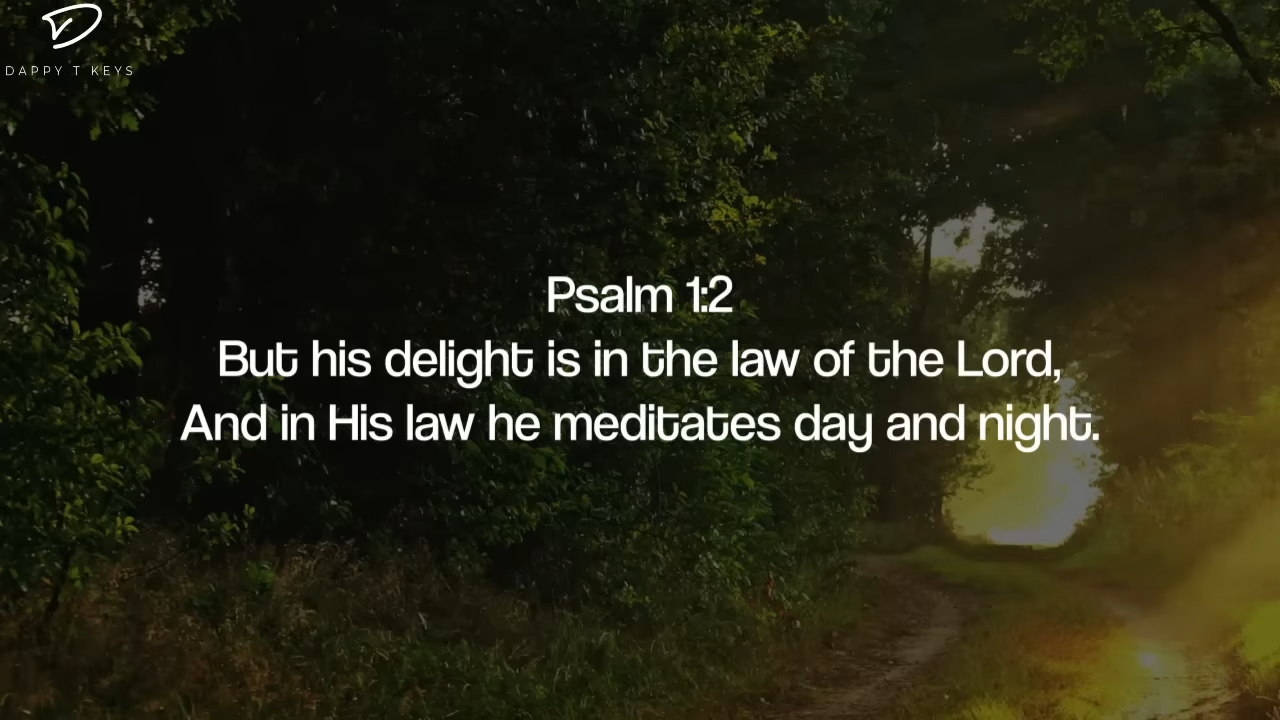 DAPPY T KEYS
Psalm 1:2
But his delight is in the law of the Lord,
And in His law he meditates day and night.